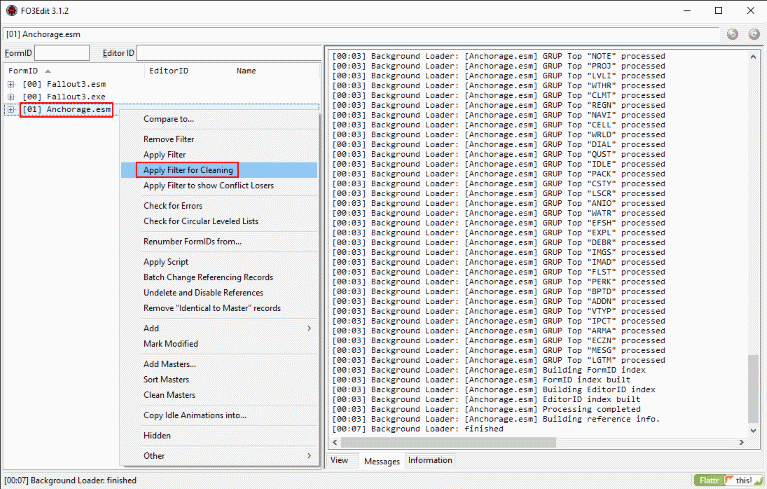 FO3Edit 3.1.2
[01] Anchorage.esm
FormID Editor ID
FormID EditorID Name
[00] Fallout3.esm
[00] Fallout3.exe
[01] Anchorage.esm
Compare to...
Remove Filter
Apply Filter
Apply Filter for Cleaning
Apply Filter to show Conflict Losers
Check for Errors
Check for Circular Leveled Lists
Renumber FormIDs from...
Apply Script
Batch Change Referencing Records
Undelete and Disable References
Remove "Identical to Master" records
Add
Mark Modified
Add Masters...
Sort Masters
Clean Masters
Copy Idle Animations into...
Hidden
Other
[00:03] Background Loader: [Anchorage.esm] GRUP Top "NOTE" processed
[00:03] Background Loader: [Anchorage.esm] GRUP Top "PROJ" processed
[00:03] Background Loader: [Anchorage.esm] GRUP Top "LVLI" processed
[00:03] Background Loader: [Anchorage.esm] GRUP Top "WTHR" processed
[00:03] Background Loader: [Anchorage.esm] GRUP Top "CLMT" processed
[00:03] Background Loader: [Anchorage.esm] GRUP Top "REGN" processed
[00:03] Background Loader: [Anchorage.esm] GRUP Top "NAVI" processed
[00:03] Background Loader: [Anchorage.esm] GRUP Top "CELL" processed
[00:03] Background Loader: [Anchorage.esm] GRUP Top "WRLD" processed
[00:03] Background Loader: [Anchorage.esm] GRUP Top "DIAL" processed
[00:03] Background Loader: [Anchorage.esm] GRUP Top "QUST" processed
[00:03] Background Loader: [Anchorage.esm] GRUP Top "IDLE" processed
[00:03] Background Loader: [Anchorage.esm] GRUP Top "PACK" processed
[00:03] Background Loader: [Anchorage.esm] GRUP Top "CSTY" processed
[00:03] Background Loader: [Anchorage.esm] GRUP Top "LSCR" processed
[00:03] Background Loader: [Anchorage.esm] GRUP Top "ANIO" processed
[00:03] Background Loader: [Anchorage.esm] GRUP Top "WATR" processed
[00:03] Background Loader: [Anchorage.esm] GRUP Top "EFSH" processed
[00:03] Background Loader: [Anchorage.esm] GRUP Top "EXPL" processed
[00:03] Background Loader: [Anchorage.esm] GRUP Top "DEBR" processed
[00:03] Background Loader: [Anchorage.esm] GRUP Top "IMGS" processed
[00:03] Background Loader: [Anchorage.esm] GRUP Top "IMAD" processed
[00:03] Background Loader: [Anchorage.esm] GRUP Top "FLST" processed
[00:03] Background Loader: [Anchorage.esm] GRUP Top "PERK" processed
[00:03] Background Loader: [Anchorage.esm] GRUP Top "BPTD" processed
[00:03] Background Loader: [Anchorage.esm] GRUP Top "ADDN" processed
[00:03] Background Loader: [Anchorage.esm] GRUP Top "VTYP" processed
[00:03] Background Loader: [Anchorage.esm] GRUP Top "IPCT" processed
[00:03] Background Loader: [Anchorage.esm] GRUP Top "ARMA" processed
[00:03] Background Loader: [Anchorage.esm] GRUP Top "ECZN" processed
[00:03] Background Loader: [Anchorage.esm] GRUP Top "MESG" processed
[00:03] Background Loader: [Anchorage.esm] GRUP Top "LGTM" processed
[00:03] Background Loader: [Anchorage.esm] Building FormID index
[00:03] Background Loader: [Anchorage.esm] FormID index built
[00:03] Background Loader: [Anchorage.esm] Building EditorID index
[00:03] Background Loader: [Anchorage.esm] EditorID index built
[00:03] Background Loader: [Anchorage.esm] Processing completed
[00:03] Background Loader: [Anchorage.esm] Building reference info.
[00:07] Background Loader: finished
View Messages Information
[00:07] Background Loader: finished
Flattr this!